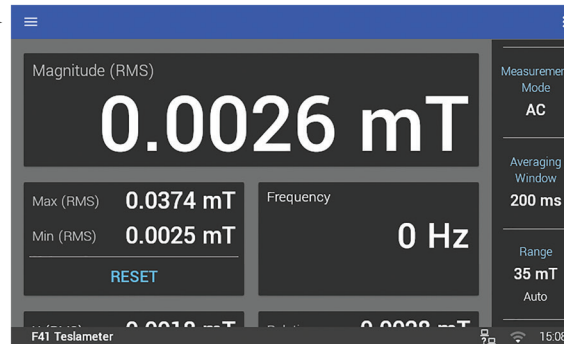 Magnitude (RMS)
0.0026 mT
Max (RMS) 0.0374 mT
Min (RMS) 0.0025 mT
RESET
Frequency
0 Hz
Measuremen
Mode
AC
Averaging
Window
200 ms
Range
35 mT
Auto
F41 Teslameter
15:08